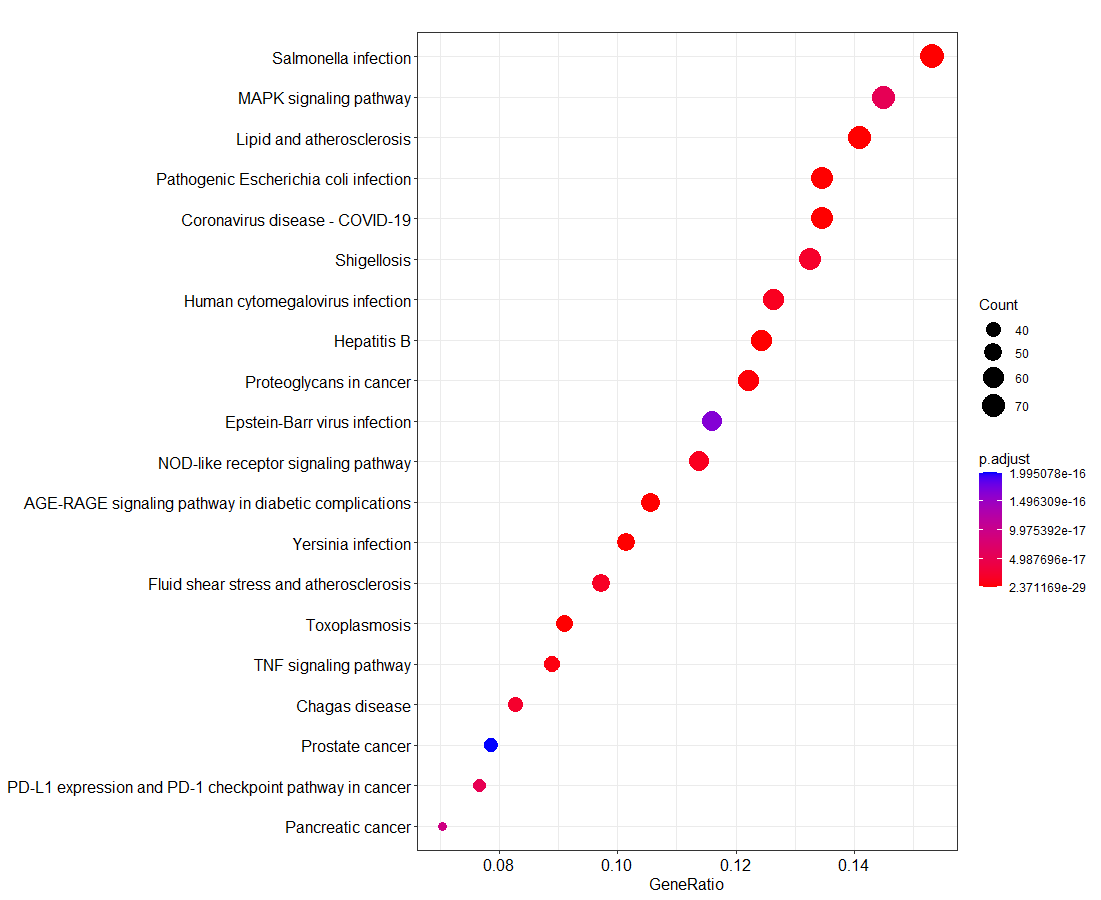 Salmonella infection
MAPK signaling pathway
Lipid and atherosclerosis
Pathogenic Escherichia coli infection
Coronavirus disease - COVID-19
Shigellosis
Human cytomegalovirus infection
Hepatitis B
Proteoglycans in cancer
Epstein-Barr virus infection
NOD-like receptor signaling pathway
AGE-RAGE signaling pathway in diabetic complications
Yersinia infection
Fluid shear stress and atherosclerosis
Toxoplasmosis
TNF signaling pathway
Chagas disease
Prostate cancer
PD-L1 expression and PD-1 checkpoint pathway in cancer
Pancreatic cancer
0.08 0.10 0.12 0.14
GeneRatio
Count
40
50
60
70
p.adjust
1.995078e-16
1.496309e-16
9.975392e-17
4.987696e-17
2.371169e-29